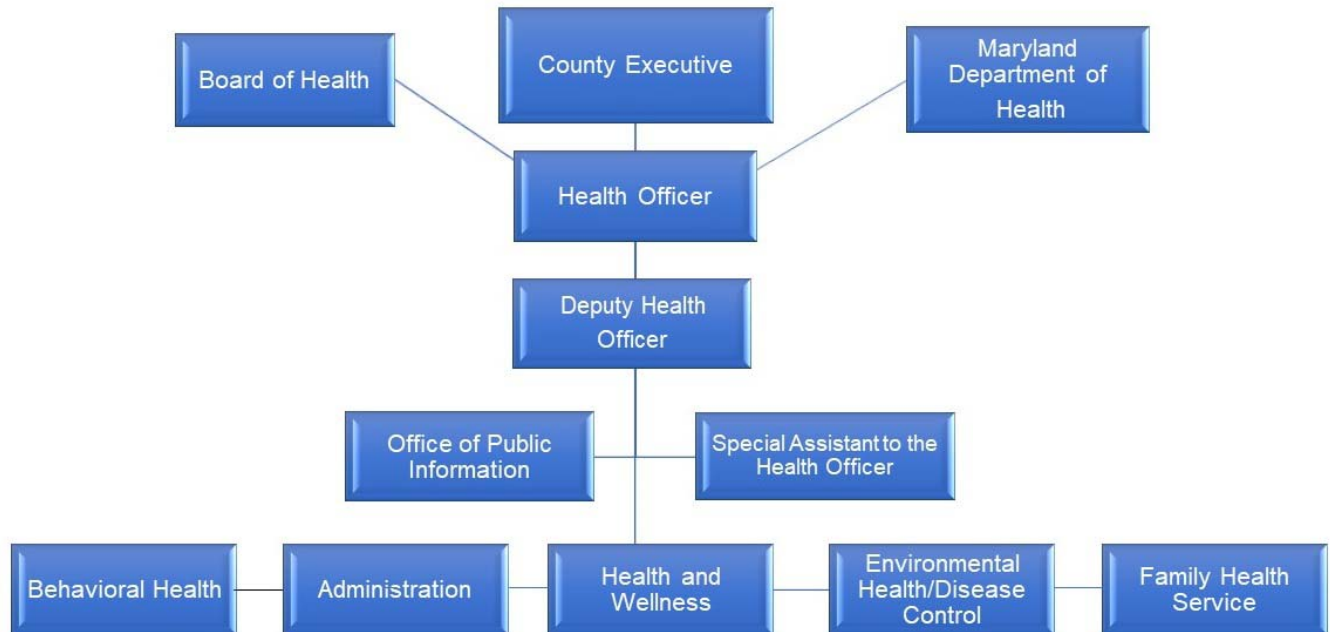 County Executive
Board of Health
Maryland
Department of
Health
Health Officer
Deputy Health
Officer
Office of Public
Information
Special Assistant to the
Health Officer
Behavioral Health
Administration
Health and
Wellness
Environmental
Health/Disease
Control
Family Health
Service